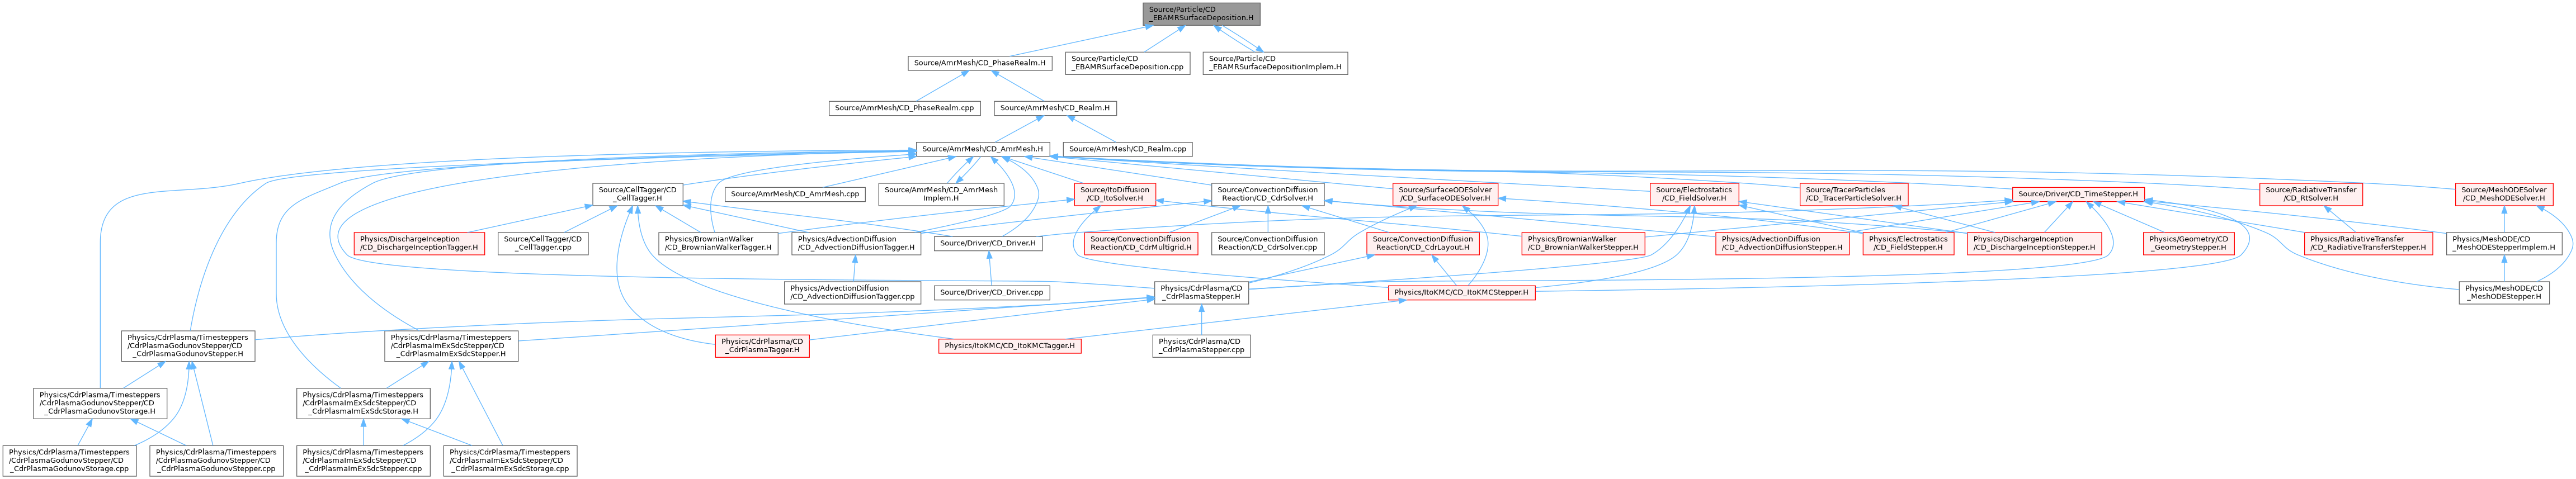 Source/Particle/CD
_EBAMRSurfaceDeposition.H
Source/AmrMesh/CD_PhaseRealm.H
Source/Particle/CD
_EBAMRSurfaceDeposition.cpp
Source/Particle/CD
_EBAMRSurfaceDepositionImplem.H
Source/AmrMesh/CD_PhaseRealm.cpp
Source/AmrMesh/CD_Realm.H
Source/AmrMesh/CD_AmrMesh.H
Source/AmrMesh/CD_Realm.cpp
Source/CellTagger/CD
_CellTagger.H
Source/AmrMesh/CD_AmrMesh.cpp
Source/AmrMesh/CD_AmrMesh
Implem.H
Source/ItoDiffusion
/CD_ItoSolver.H
Source/ConvectionDiffusion
Reaction/CD_CdrSolver.H
Source/SurfaceODESolver
/CD_SurfaceODESolver.H
Source/Electrostatics
/CD_FieldSolver.H
Source/TracerParticles
/CD_TracerParticleSolver.H
Source/Driver/CD_TimeStepper.H
Source/RadiativeTransfer
/CD_RtSolver.H
Source/MeshODESolver
/CD_MeshODESolver.H
Physics/DischargeInception
/CD_DischargeInceptionTagger.H
Source/CellTagger/CD
_CellTagger.cpp
Physics/BrownianWalker
/CD_BrownianWalkerTagger.H
Physics/AdvectionDiffusion
/CD_AdvectionDiffusionTagger.H
Source/Driver/CD_Driver.H
Source/ConvectionDiffusion
Reaction/CD_CdrMultigrid.H
Source/ConvectionDiffusion
Reaction/CD_CdrSolver.cpp
Source/ConvectionDiffusion
Reaction/CD_CdrLayout.H
Physics/BrownianWalker
/CD_BrownianWalkerStepper.H
Physics/AdvectionDiffusion
/CD_AdvectionDiffusionStepper.H
Physics/Electrostatics
/CD_FieldStepper.H
Physics/DischargeInception
/CD_DischargeInceptionStepper.H
Physics/Geometry/CD
_GeometryStepper.H
Physics/RadiativeTransfer
/CD_RadiativeTransferStepper.H
Physics/MeshODE/CD
_MeshODEStepperImplem.H
Physics/AdvectionDiffusion
/CD_AdvectionDiffusionTagger.cpp
Source/Driver/CD_Driver.cpp
Physics/CdrPlasma/CD
_CdrPlasmaStepper.H
Physics/ItoKMC/CD_ItoKMCStepper.H
Physics/MeshODE/CD
_MeshODEStepper.H
Physics/CdrPlasma/Timesteppers
/CdrPlasmaGodunovStepper/CD
_CdrPlasmaGodunovStepper.H
Physics/CdrPlasma/Timesteppers
/CdrPlasmaImExSdcStepper/CD
_CdrPlasmaImExSdcStepper.H
Physics/CdrPlasma/CD
_CdrPlasmaTagger.H
Physics/ItoKMC/CD_ItoKMCTagger.H
Physics/CdrPlasma/CD
_CdrPlasmaStepper.cpp
Physics/CdrPlasma/Timesteppers
/CdrPlasmaGodunovStepper/CD
_CdrPlasmaGodunovStorage.H
Physics/CdrPlasma/Timesteppers
/CdrPlasmaImExSdcStepper/CD
_CdrPlasmaImExSdcStorage.H
Physics/CdrPlasma/Timesteppers
/CdrPlasmaGodunovStepper/CD
_CdrPlasmaGodunovStorage.cpp
Physics/CdrPlasma/Timesteppers
/CdrPlasmaGodunovStepper/CD
_CdrPlasmaGodunovStepper.cpp
Physics/CdrPlasma/Timesteppers
/CdrPlasmaImExSdcStepper/CD
_CdrPlasmaImExSdcStepper.cpp
Physics/CdrPlasma/Timesteppers
/CdrPlasmaImExSdcStepper/CD
_CdrPlasmaImExSdcStorage.cpp